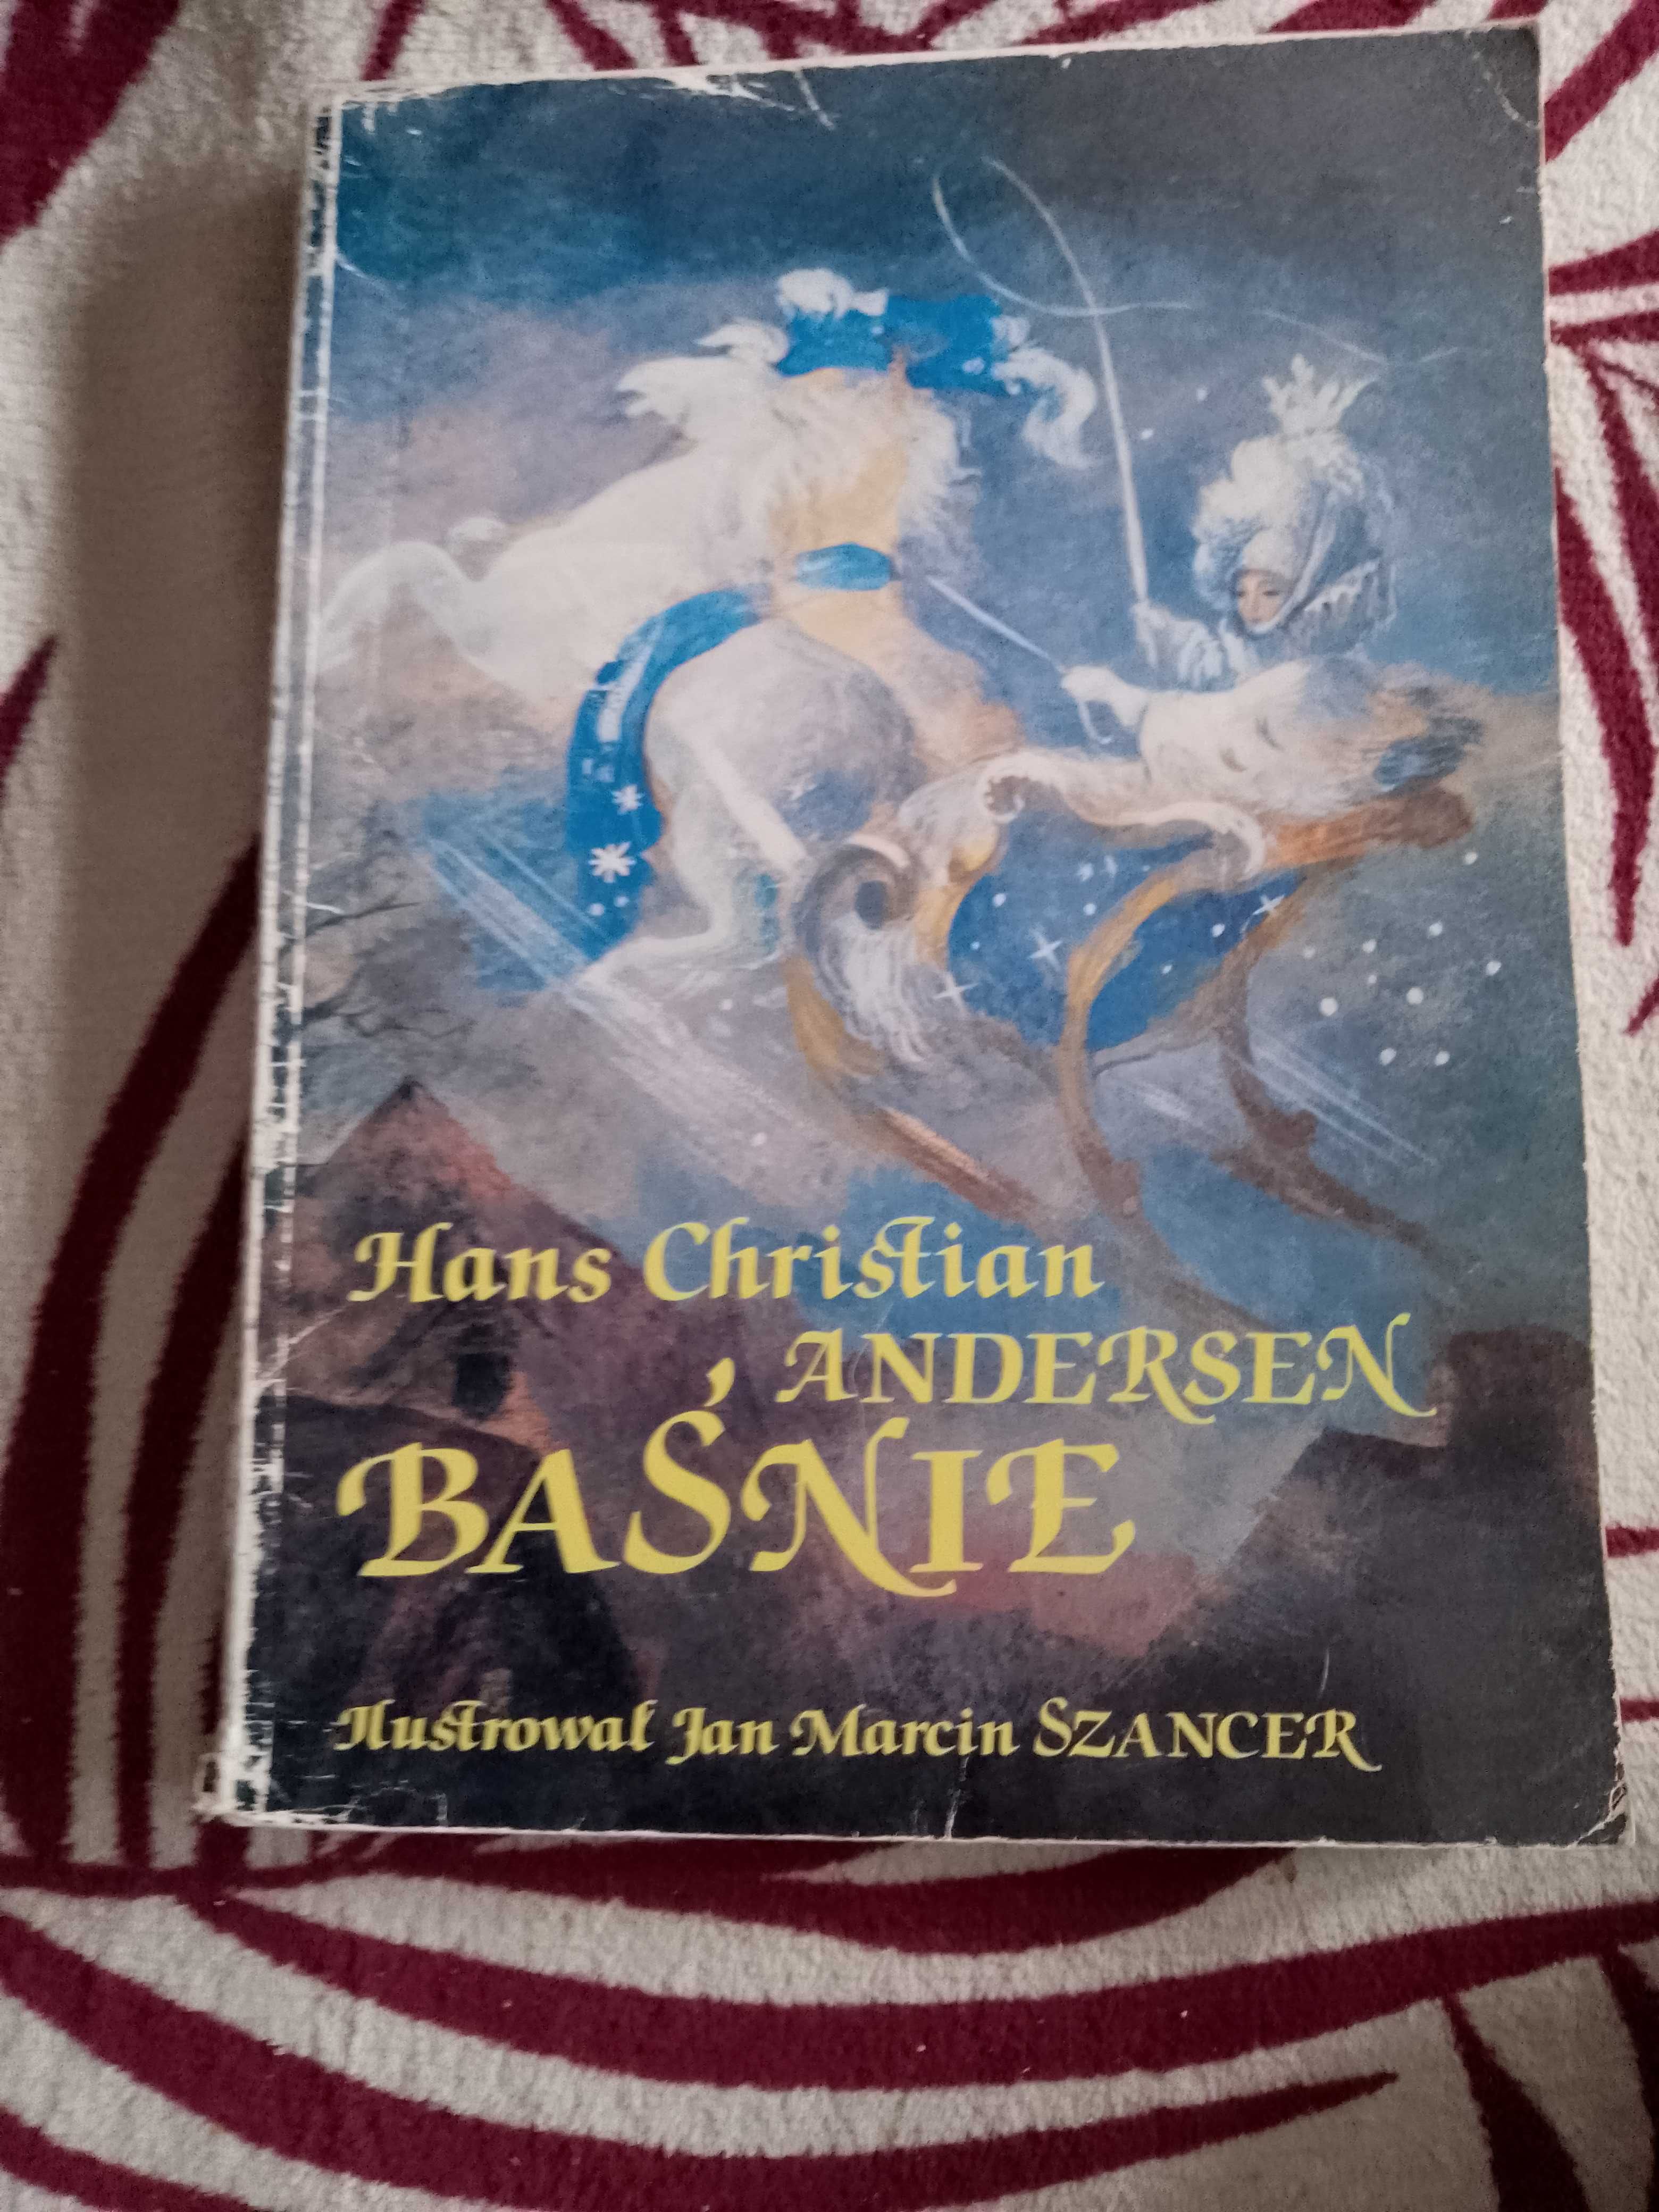 Hans Christian
ANDERSEN
BAŚNIE
Ilustrował Jan Marcin SZANCER